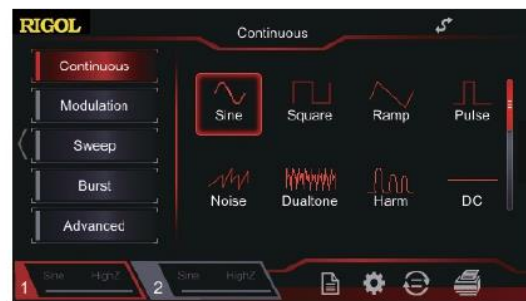 RIGOL
Continuous
Continuous
Modulation
Sweep
Burst
Advanced
Sine Square Ramp Pulse
Noise Dualtone Harm DC
1 Sine HighZ 2 Sine HighZ